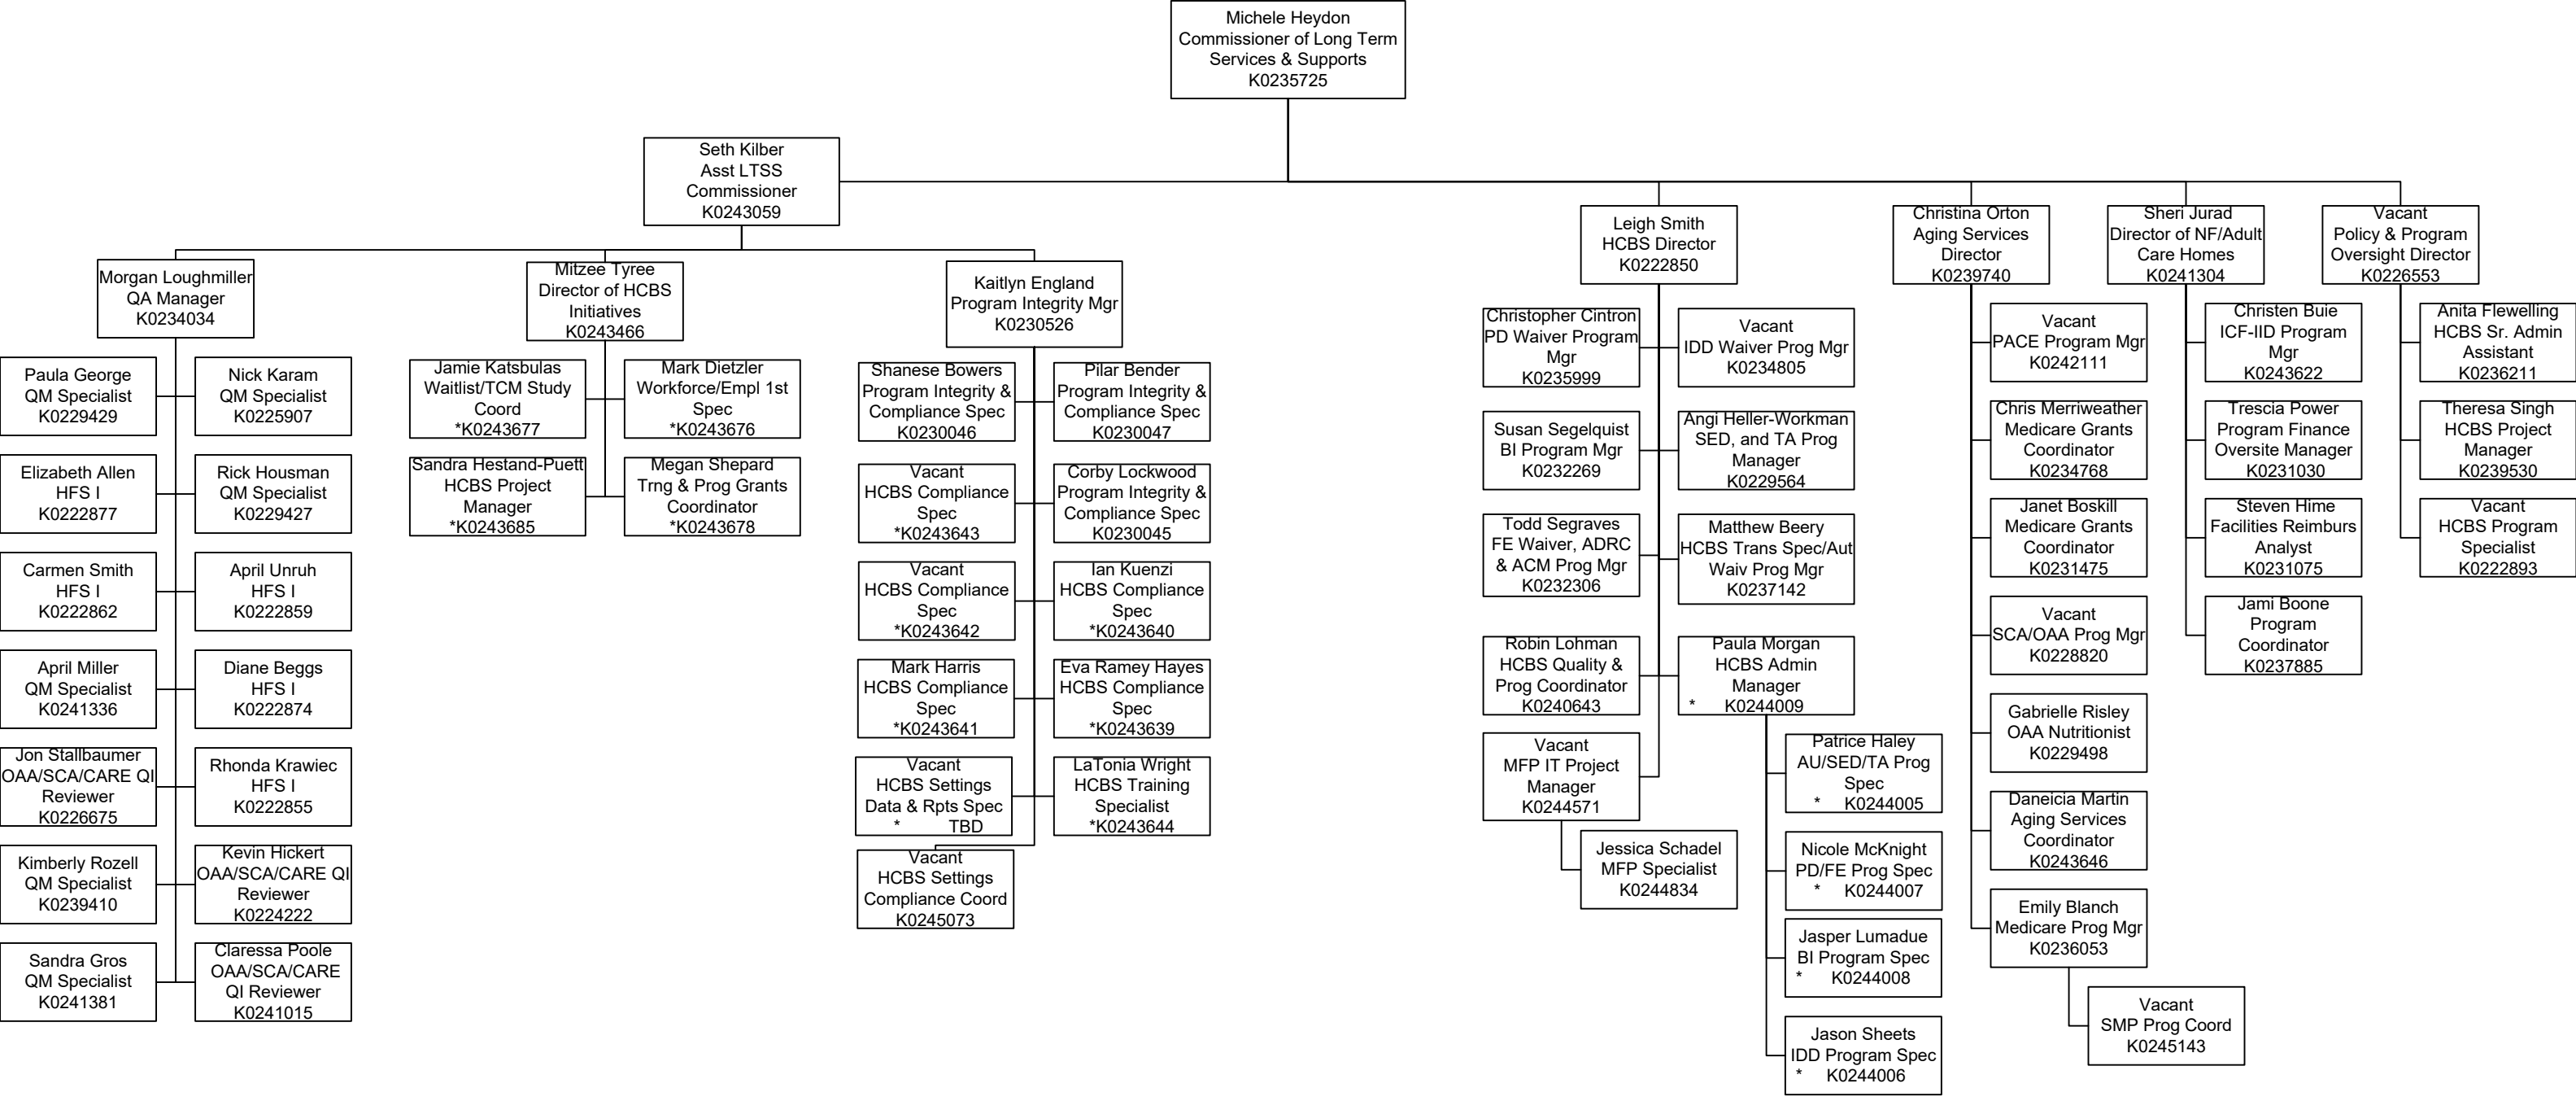 Michele Heydon
Commissioner of Long Term
Services & Supports
K0235725
Seth Kilber
Asst LTSS
Commissioner
K0243059
Morgan Loughmiller
QA Manager
K0234034
Paula George
QM Specialist
K0229429
Nick Karam
QM Specialist
K0225907
Elizabeth Allen
HFS I
K0222877
Rick Housman
QM Specialist
K0229427
Carmen Smith
HFS I
K0222862
April Unruh
HFS I
K0222859
April Miller
QM Specialist
K0241336
Diane Beggs
HFS I
K0222874
Jon Stallbaumer
OAA/SCA/CARE QI
Reviewer
K0226675
Rhonda Krawiec
HFS I
K0222855
Kimberly Rozell
QM Specialist
K0239410
Kevin Hickert
OAA/SCA/CARE QI
Reviewer
K0224222
Sandra Gros
QM Specialist
K0241381
Claressa Poole
OAA/SCA/CARE
QI Reviewer
K0241015
Mitzee Tyree
Director of HCBS
Initiatives
K0243466
Jamie Katsbulas
Waitlist/TCM Study
Coord
*K0243677
Mark Dietzler
Workforce/Empl 1st
Spec
*K0243676
Sandra Hestand-Puett
HCBS Project
Manager
*K0243685
Megan Shepard
Trng & Prog Grants
Coordinator
*K0243678
Kaitlyn England
Program Integrity Mgr
K0230526
Shanese Bowers
Program Integrity &
Compliance Spec
K0230046
Pilar Bender
Program Integrity &
Compliance Spec
K0230047
Vacant
HCBS Compliance
Spec
*K0243643
Corby Lockwood
Program Integrity &
Compliance Spec
K0230045
Vacant
HCBS Compliance
Spec
*K0243642
Ian Kuenzi
HCBS Compliance
Spec
*K0243640
Mark Harris
HCBS Compliance
Spec
*K0243641
Eva Ramey Hayes
HCBS Compliance
Spec
*K0243639
Vacant
HCBS Settings
Data & Rpts Spec
* TBD
LaTonia Wright
HCBS Training
Specialist
*K0243644
Vacant
HCBS Settings
Compliance Coord
K0245073
Leigh Smith
HCBS Director
K0222850
Christopher Cintron
PD Waiver Program
Mgr
K0235999
Vacant
IDD Waiver Prog Mgr
K0234805
Susan Segelquist
BI Program Mgr
K0232269
Angi Heller-Workman
SED, and TA Prog
Manager
K0229564
Todd Segraves
FE Waiver, ADRC
& ACM Prog Mgr
K0232306
Matthew Beery
HCBS Trans Spec/Aut
Waiv Prog Mgr
K0237142
Robin Lohman
HCBS Quality &
Prog Coordinator
K0240643
Paula Morgan
HCBS Admin
Manager
* K0244009
Vacant
MFP IT Project
Manager
K0244571
Jessica Schadel
MFP Specialist
K0244834
Patrice Haley
AU/SED/TA Prog
Spec
* K0244005
Nicole McKnight
PD/FE Prog Spec
* K0244007
Jasper Lumadue
BI Program Spec
* K0244008
Jason Sheets
IDD Program Spec
* K0244006
Christina Orton
Aging Services
Director
K0239740
Vacant
PACE Program Mgr
K0242111
Chris Merriweather
Medicare Grants
Coordinator
K0234768
Janet Boskill
Medicare Grants
Coordinator
K0231475
Vacant
SCA/OAA Prog Mgr
K0228820
Gabrielle Risley
OAA Nutritionist
K0229498
Daneicia Martin
Aging Services
Coordinator
K0243646
Emily Blanch
Medicare Prog Mgr
K0236053
Vacant
SMP Prog Coord
K0245143
Sheri Jurad
Director of NF/Adult
Care Homes
K0241304
Christen Buie
ICF-IID Program
Mgr
K0243622
Trescia Power
Program Finance
Oversite Manager
K0231030
Steven Hime
Facilities Reimburs
Analyst
K0231075
Jami Boone
Program
Coordinator
K0237885
Vacant
Policy & Program
Oversight Director
K0226553
Anita Flewelling
HCBS Sr. Admin
Assistant
K0236211
Theresa Singh
HCBS Project
Manager
K0239530
Vacant
HCBS Program
Specialist
K0222893